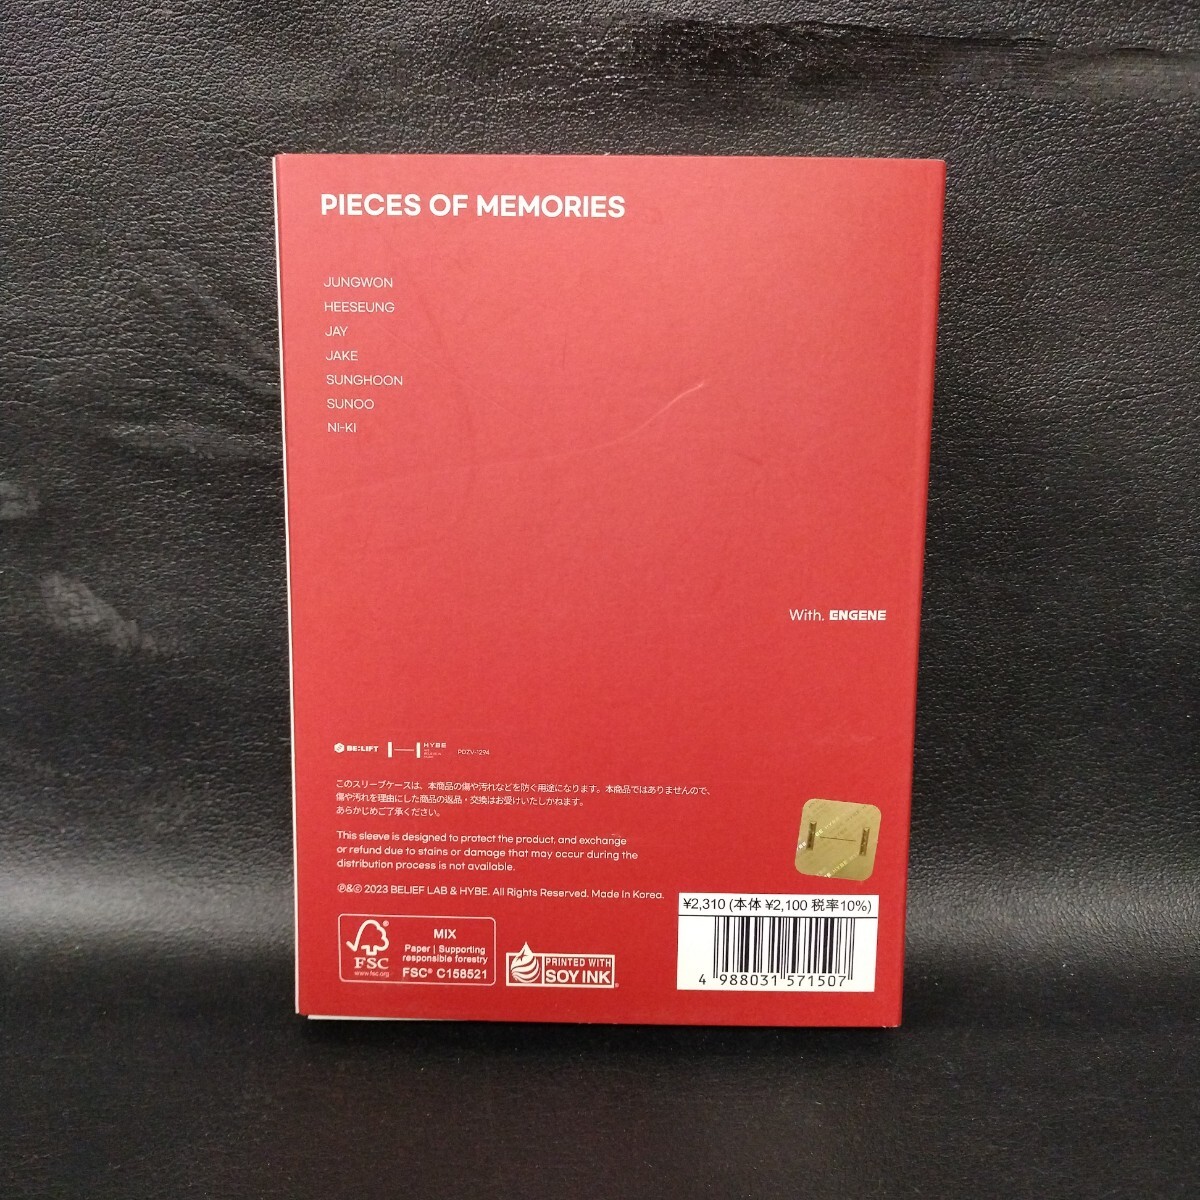 PIECES OF MEMORIES
JUNGWON
HEESEUNG
JAY
JAKE
SUNGHOON
SUNOO
NI-KI
With. ENGENE
BE:LIFT
HYBE
PDZV-1294
このスリーブケースは、本商品の傷や汚れなどを防ぐ用途になります。本商品ではありませんので、
傷や汚れを理由にした商品の返品・交換はお受けいたしかねます。
あらかじめご了承ください。
This sleeve is designed to protect the product, and exchange
or refund due to stains or damage that may occur during the
distribution process is not available.
℗&© 2023 BELIEF LAB & HYBE. All Rights Reserved. Made in Korea.
¥2,310 (本体 ¥2,100 税率10%)
4 988031 571507
FSC
www.fsc.org
MIX
Paper | Supporting
responsible forestry
FSC® C158521
PRINTED WITH
SOY INK®